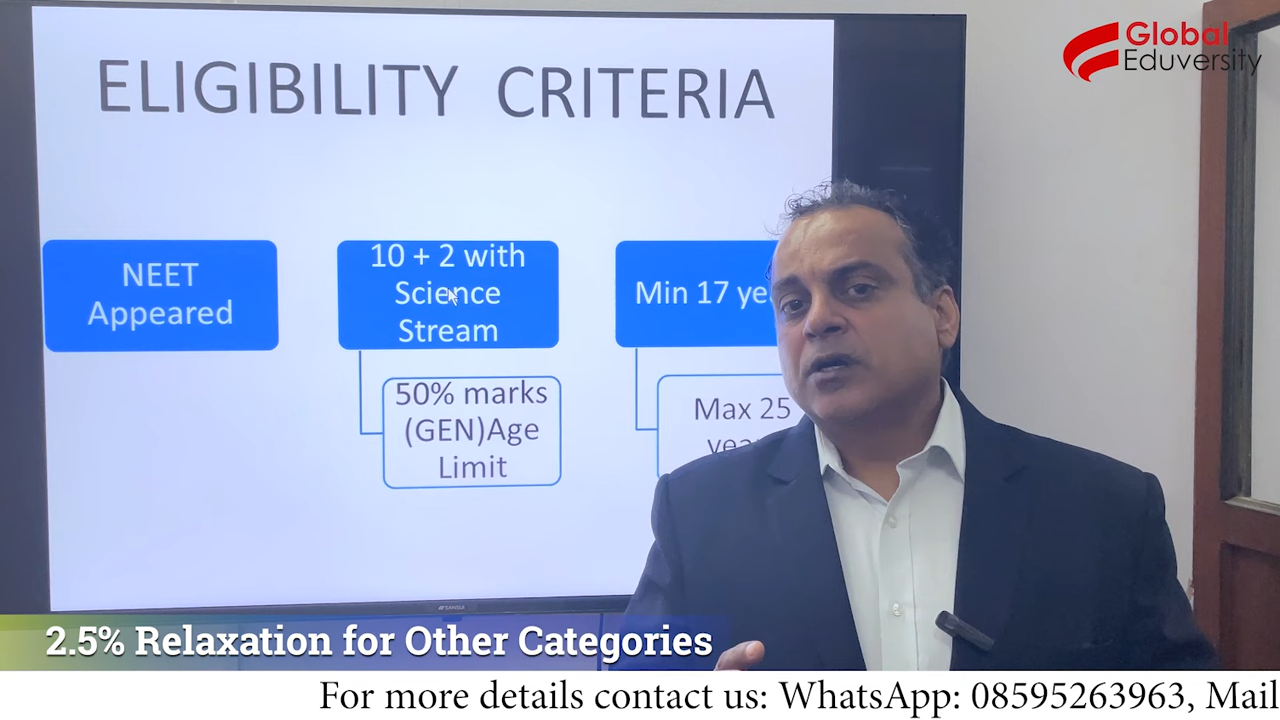 Global
Eduversity
ELIGIBILITY CRITERIA
NEET
Appeared
10 + 2 with
Science
Stream
50% marks
(GEN)Age
Limit
Min 17
Max 25
SANSUI
2.5% Relaxation for Other Categories
For more details contact us: WhatsApp: 08595263963, Mail